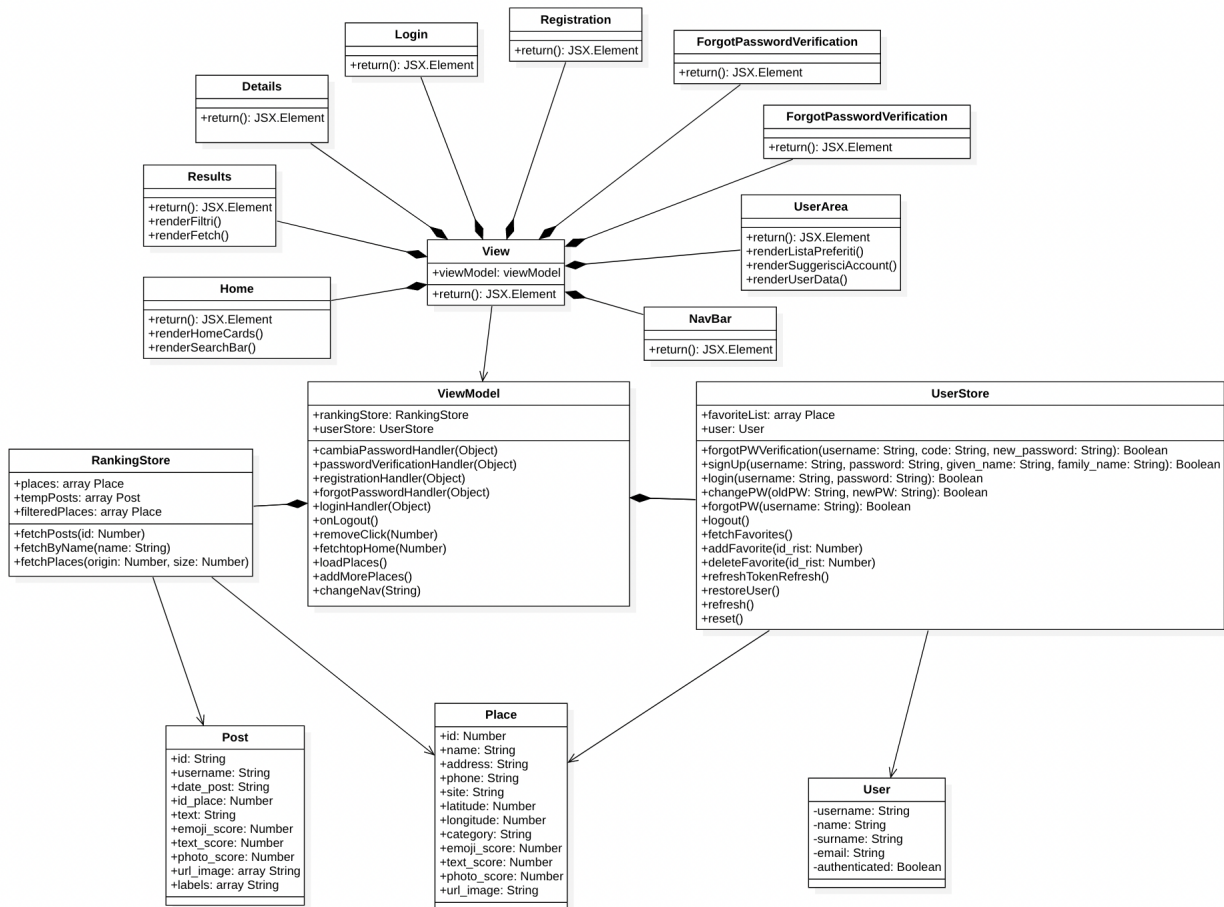 Registration
+return(): JSX.Element
Login
+return(): JSX.Element
ForgotPasswordVerification
+return(): JSX.Element
Details
+return(): JSX.Element
ForgotPasswordVerification
+return(): JSX.Element
Results
+return(): JSX.Element
+renderFiltri()
+renderFetch()
UserArea
+return(): JSX.Element
+renderListaPreferiti()
+renderSuggerisciAccount()
+renderUserData()
View
+viewModel: viewModel
+return(): JSX.Element
Home
+return(): JSX.Element
+renderHomeCards()
+renderSearchBar()
NavBar
+return(): JSX.Element
ViewModel
+rankingStore: RankingStore
+userStore: UserStore
+cambiaPasswordHandler(Object)
+passwordVerificationHandler(Object)
+registrationHandler(Object)
+forgotPasswordHandler(Object)
+loginHandler(Object)
+onLogout()
+removeClick(Number)
+fetchtopHome(Number)
+loadPlaces()
+addMorePlaces()
+changeNav(String)
UserStore
+favoriteList: array Place
+user: User
+forgotPWVerification(username: String, code: String, new_password: String): Boolean
+signUp(username: String, password: String, given_name: String, family_name: String): Boolean
+login(username: String, password: String): Boolean
+changePW(oldPW: String, newPW: String): Boolean
+forgotPW(username: String): Boolean
+logout()
+fetchFavorites()
+addFavorite(id_rist: Number)
+deleteFavorite(id_rist: Number)
+refreshTokenRefresh()
+restoreUser()
+refresh()
+reset()
RankingStore
+places: array Place
+tempPosts: array Post
+filteredPlaces: array Place
+fetchPosts(id: Number)
+fetchByName(name: String)
+fetchPlaces(origin: Number, size: Number)
Post
+id: String
+username: String
+date_post: String
+id_place: Number
+text: String
+emoji_score: Number
+text_score: Number
+photo_score: Number
+url_image: array String
+labels: array String
Place
+id: Number
+name: String
+address: String
+phone: String
+site: String
+latitude: Number
+longitude: Number
+category: String
+emoji_score: Number
+text_score: Number
+photo_score: Number
+url_image: String
User
-username: String
-name: String
-surname: String
-email: String
-authenticated: Boolean